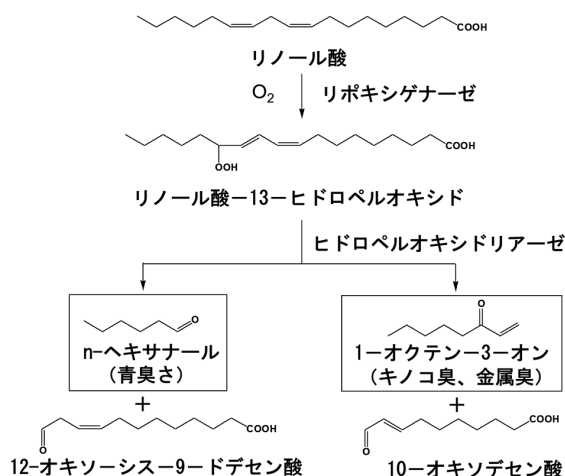 COOH
リノール酸
O2 リポキシゲナーゼ
COOH
OOH
リノール酸－13－ヒドロペルオキシド
ヒドロペルオキシドリアーゼ
O
n-ヘキサナール
（青臭さ）
O
1－オクテン－3－オン
（キノコ臭、金属臭）
+
+
COOH
O
12-オキソ－シス－9－ドデセン酸
COOH
O
10－オキソデセン酸